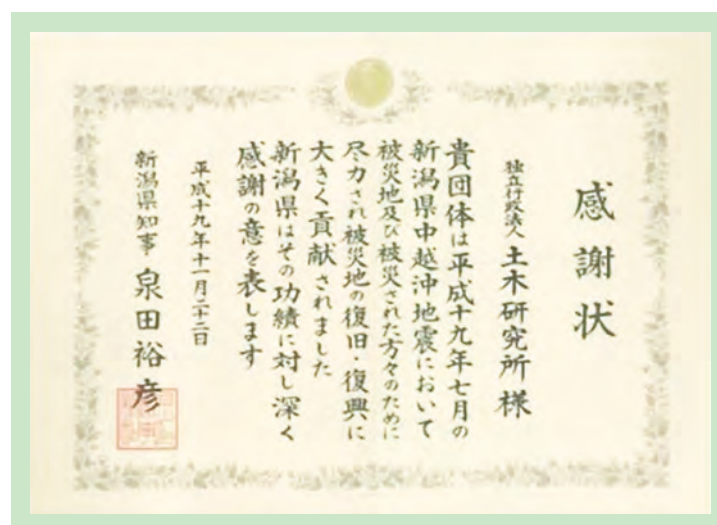 感謝状
独立行政法人 土木研究所様
貴団体は平成十九年七月の
新潟県中越沖地震において
被災地及び被災された方々のために
尽力され被災地の復旧・復興に
大きく貢献されました
新潟県はその功績に対し深く
感謝の意を表します
平成十九年十一月二十二日
新潟県知事 泉田裕彦